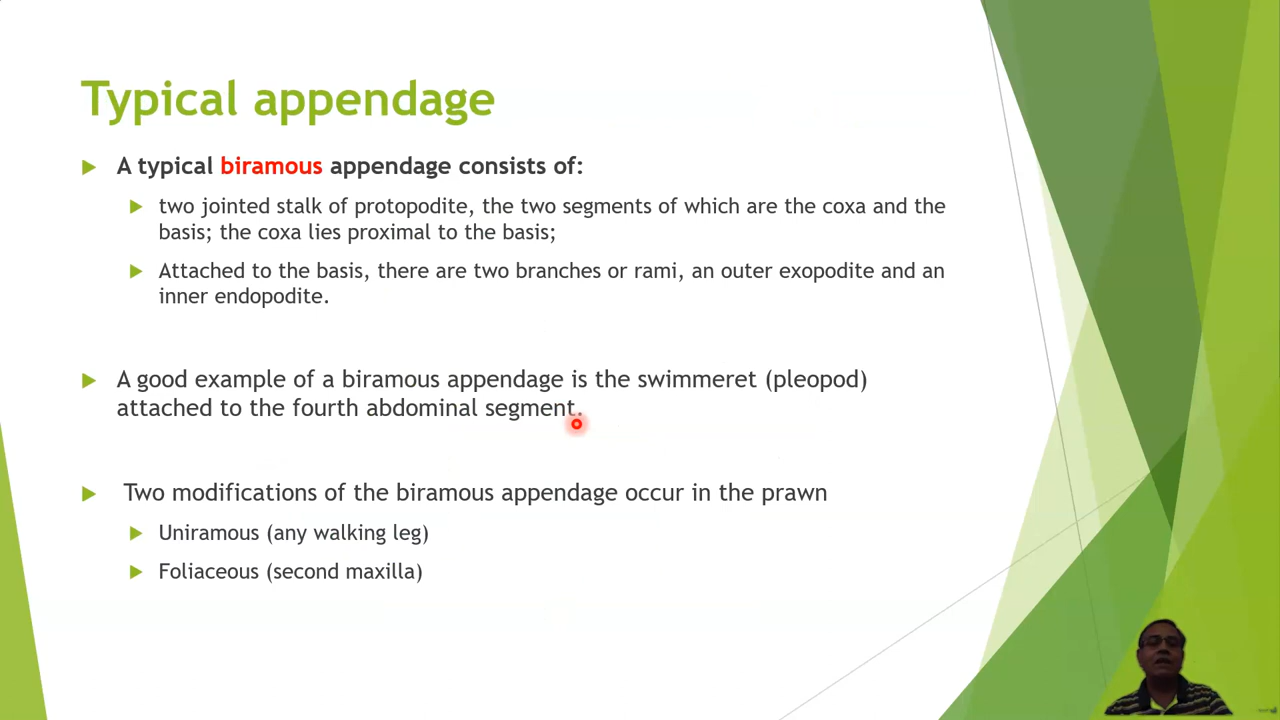 Typical appendage
A typical biramous appendage consists of:
two jointed stalk of protopodite, the two segments of which are the coxa and the
basis; the coxa lies proximal to the basis;
Attached to the basis, there are two branches or rami, an outer exopodite and an
inner endopodite.
A good example of a biramous appendage is the swimmeret (pleopod)
attached to the fourth abdominal segment.
Two modifications of the biramous appendage occur in the prawn
Uniramous (any walking leg)
Foliaceous (second maxilla)